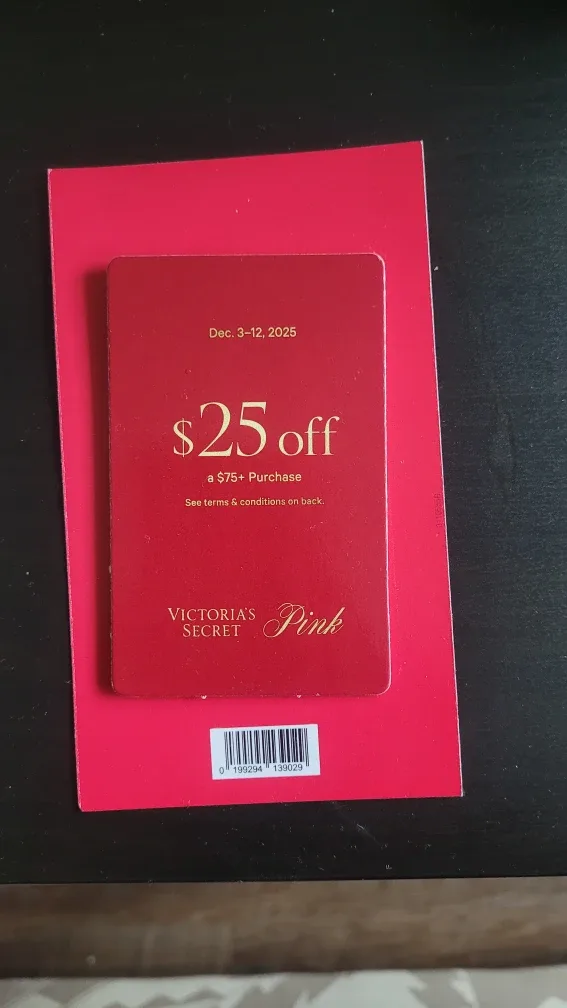 Dec. 3–12, 2025
$25 off
a $75+ Purchase
See terms & conditions on back.
VICTORIA'S SECRET
Pink
0 199294 139029